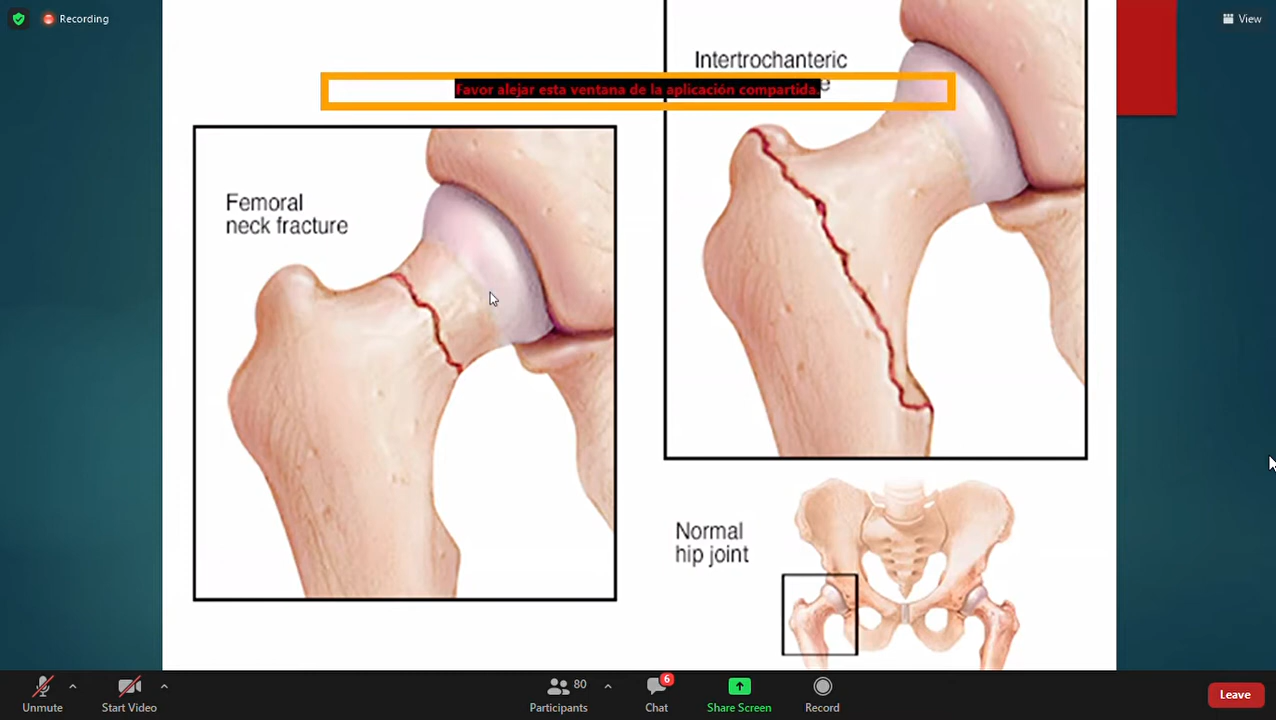 Recording
View
Intertrochanteric
Favor alejar esta ventana de la aplicación compartida.
Femoral
neck fracture
Normal
hip joint
Unmute
Start Video
80
Participants
6
Chat
Share Screen
Record
Leave